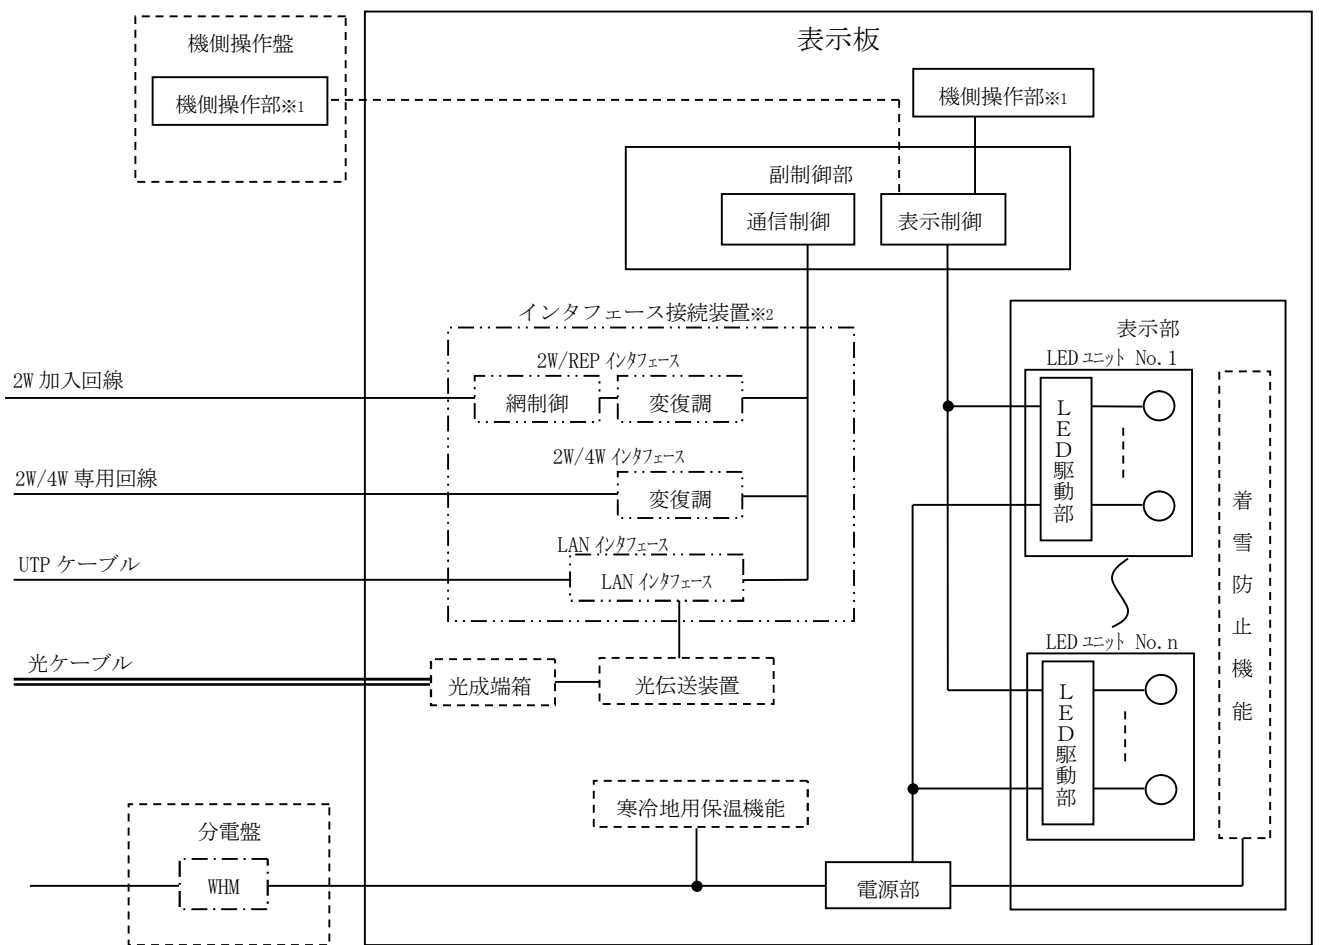 機側操作盤
機側操作部※1
表示板
機側操作部※1
副制御部
通信制御
表示制御
インタフェース接続装置※2
2W/REP インタフェース
網制御
変復調
2W 加入回線
2W/4W インタフェース
変復調
2W/4W 専用回線
LAN インタフェース
LAN インタフェース
UTP ケーブル
光ケーブル
光成端箱
光伝送装置
表示部
LED ユニット No.1
LED駆動部
LED ユニット No.n
LED駆動部
着雪防止機能
寒冷地用保温機能
分電盤
WHM
電源部